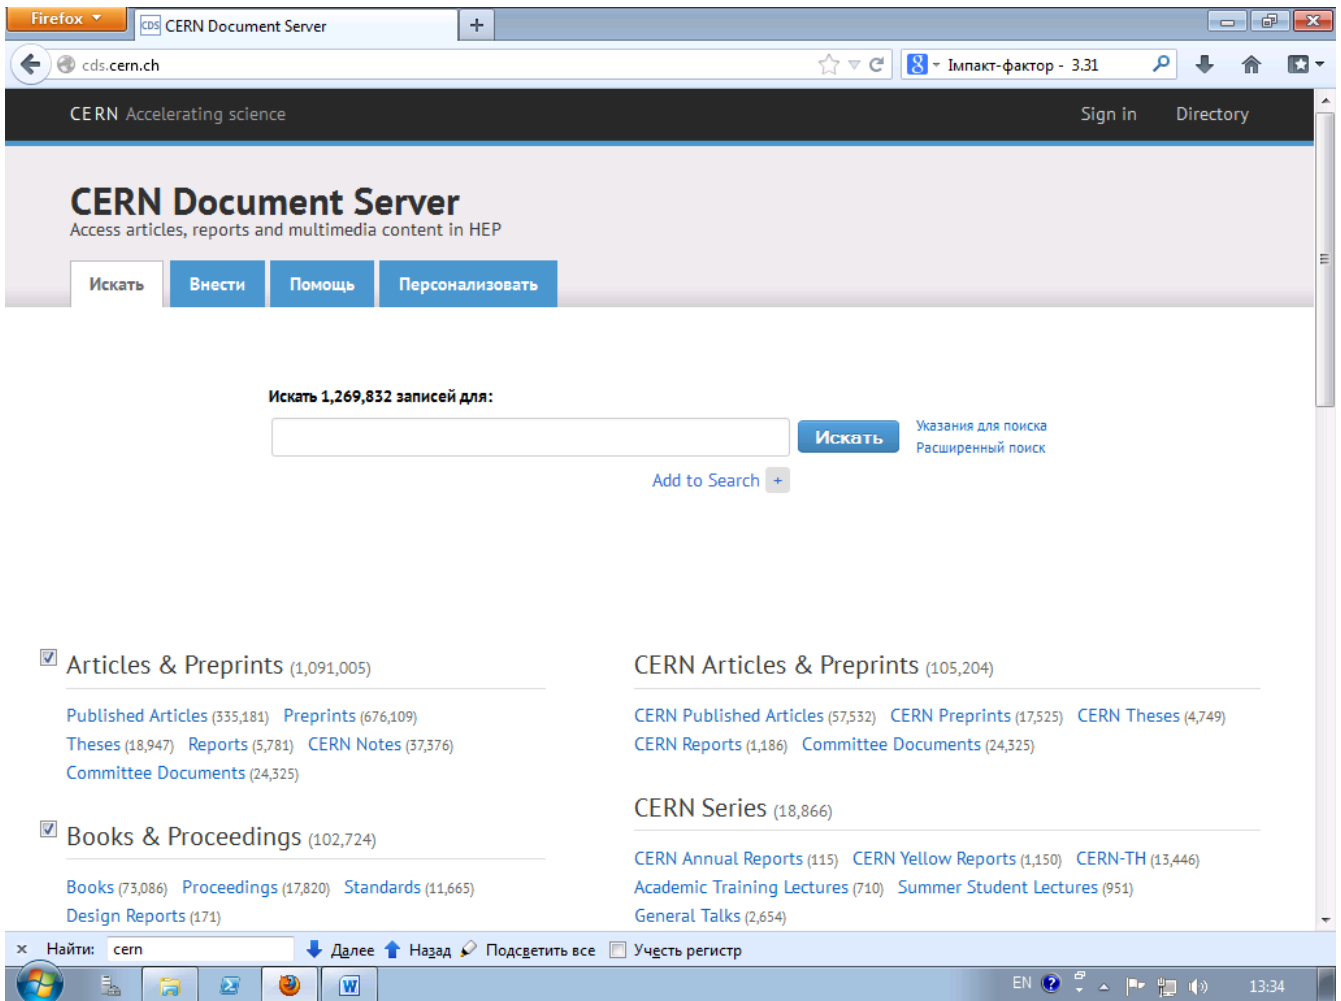 Firefox
CDS CERN Document Server
cds.cern.ch
8 Імпакт-фактор - 3.31
CERN Accelerating science
Sign in Directory
CERN Document Server
Access articles, reports and multimedia content in HEP
Искать Внести Помощь Персонализовать
Искать 1,269,832 записей для:
Искать
Указания для поиска
Расширенный поиск
Add to Search +
Articles & Preprints (1,091,005)
Published Articles (335,181) Preprints (676,109)
Theses (18,947) Reports (5,781) CERN Notes (37,376)
Committee Documents (24,325)
Books & Proceedings (102,724)
Books (73,086) Proceedings (17,820) Standards (11,665)
Design Reports (171)
CERN Articles & Preprints (105,204)
CERN Published Articles (57,532) CERN Preprints (17,525) CERN Theses (4,749)
CERN Reports (1,186) Committee Documents (24,325)
CERN Series (18,866)
CERN Annual Reports (115) CERN Yellow Reports (1,150) CERN-TH (13,446)
Academic Training Lectures (710) Summer Student Lectures (951)
General Talks (2,654)
x Найти: cern Далее Назад Подсветить все Учесть регистр
W EN ? 13:34